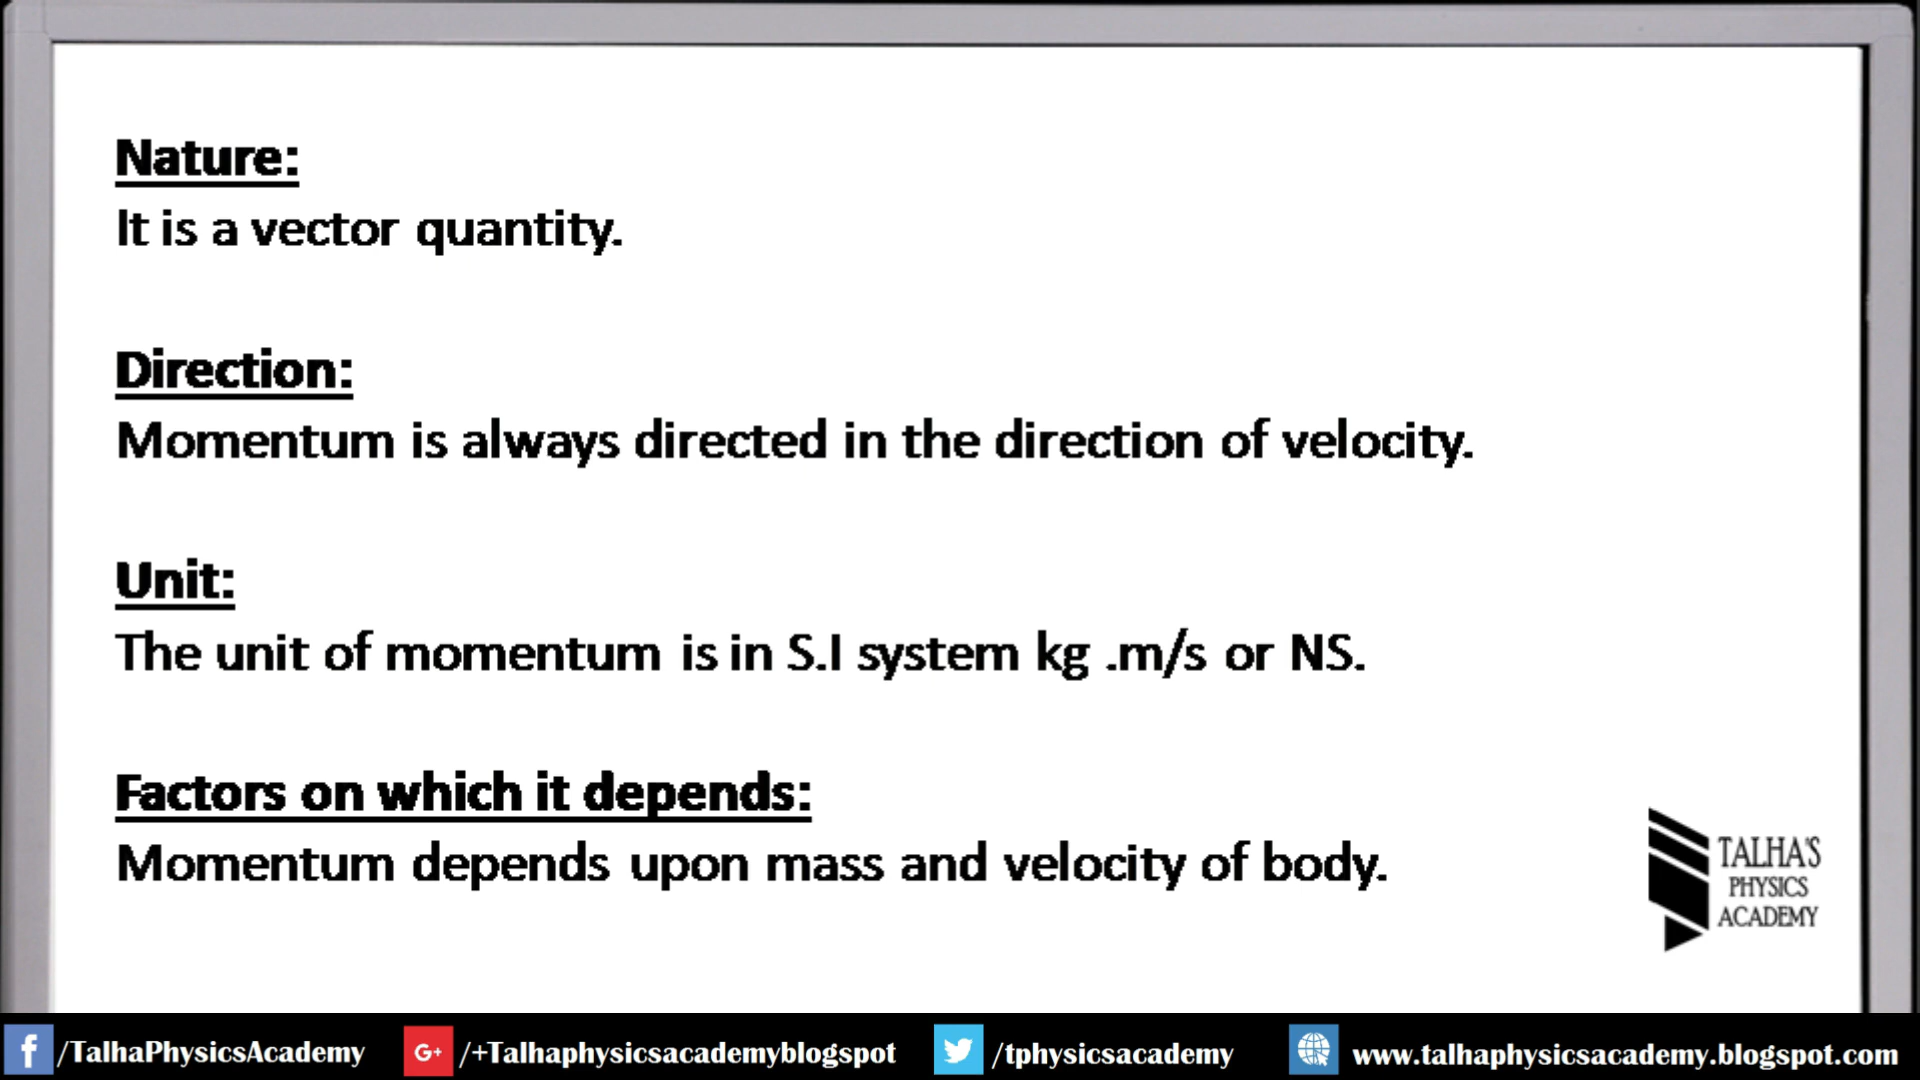 Nature:
It is a vector quantity.
Direction:
Momentum is always directed in the direction of velocity.
Unit:
The unit of momentum is in S.I system kg .m/s or NS.
Factors on which it depends:
Momentum depends upon mass and velocity of body.
TALHA'S
PHYSICS
ACADEMY
/TalhaPhysicsAcademy
G+ /+Talhaphysicsacademyblogspot
/tphysicsacademy
www.talhaphysicsacademy.blogspot.com